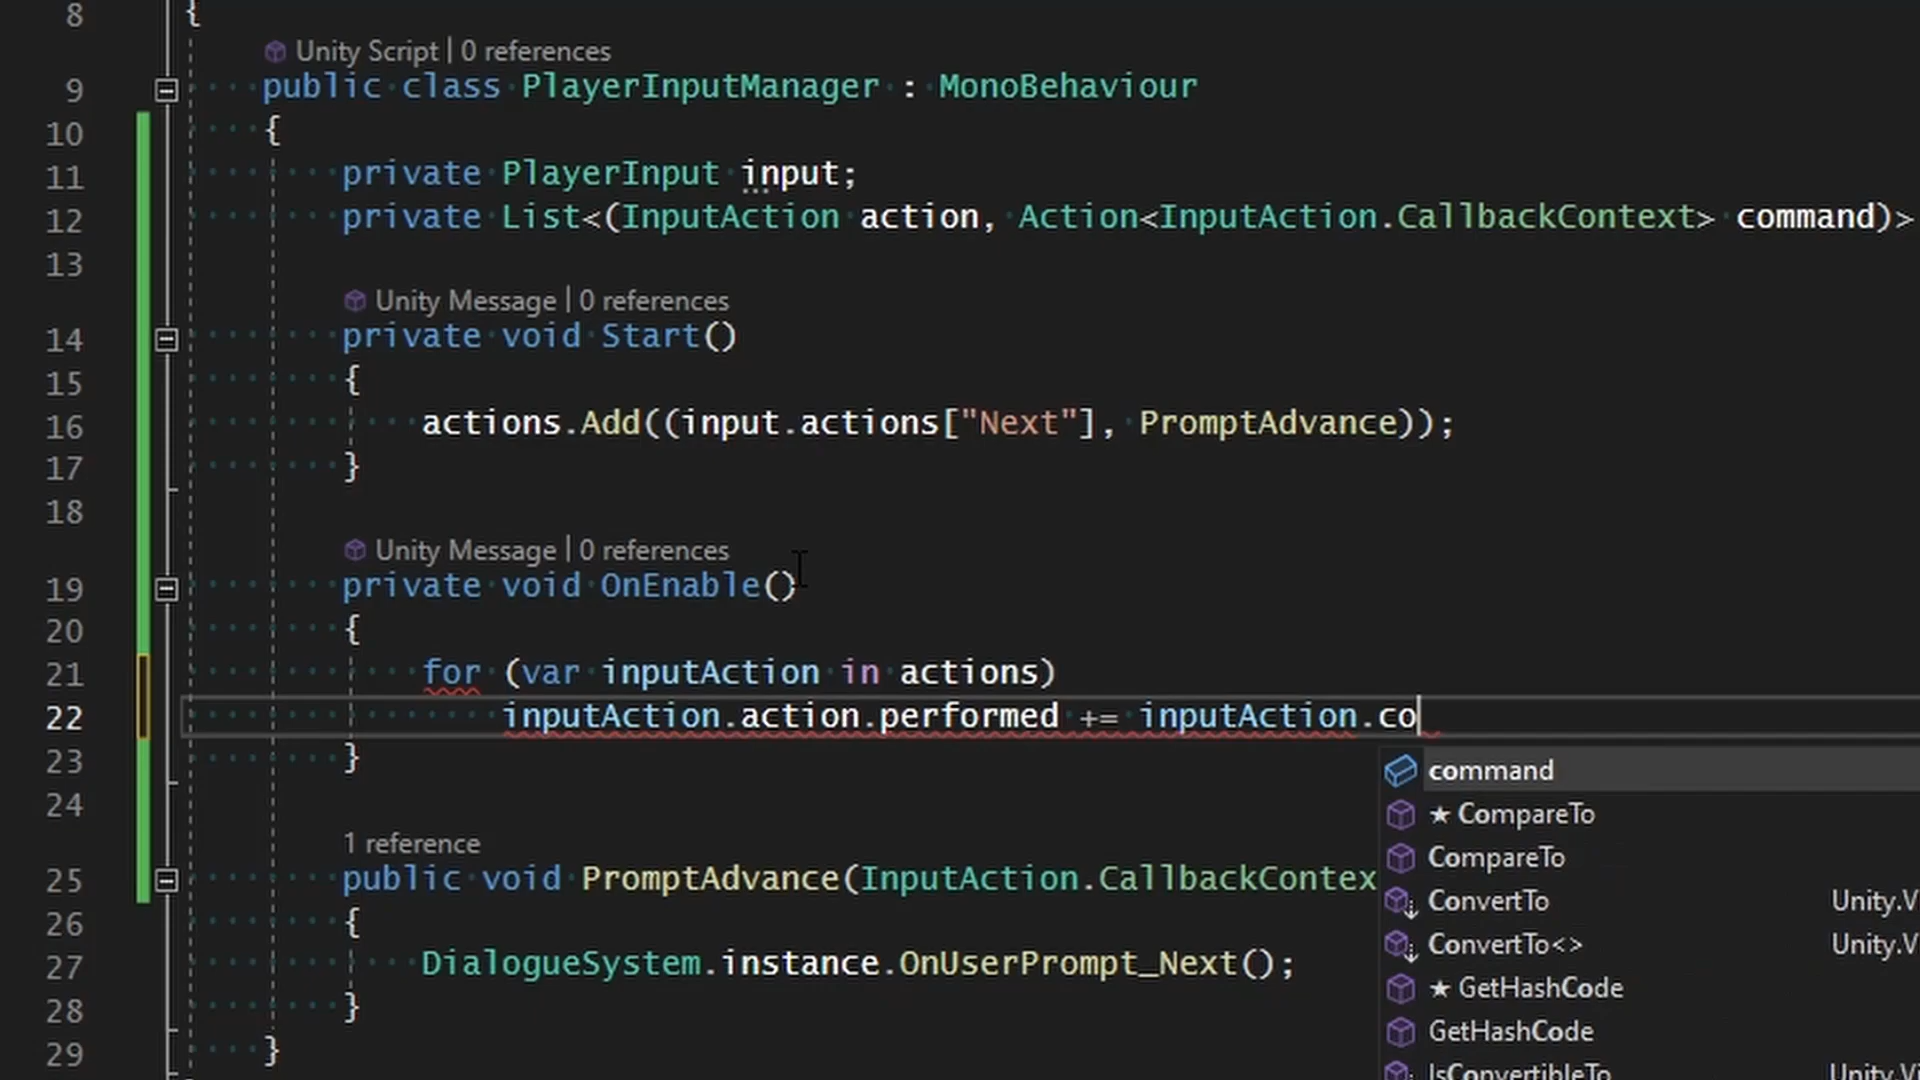 8 {
Unity Script | 0 references
9 public class PlayerInputManager : MonoBehaviour
10 {
11 private PlayerInput input;
12 private List<(InputAction action, Action<InputAction.CallbackContext> command)>
13
Unity Message | 0 references
14 private void Start()
15 {
16 actions.Add((input.actions["Next"], PromptAdvance));
17 }
18
Unity Message | 0 references
19 private void OnEnable()
20 {
21 for (var inputAction in actions)
22 inputAction.action.performed += inputAction.co
23 }
command
24
★ CompareTo
1 reference
CompareTo
25 public void PromptAdvance(InputAction.CallbackContex
ConvertTo Unity.V
26 {
ConvertTo<> Unity.V
27 DialogueSystem.instance.OnUserPrompt_Next();
★ GetHashCode
28 }
GetHashCode
29 }
IsConvertibleTo Unity.Vi